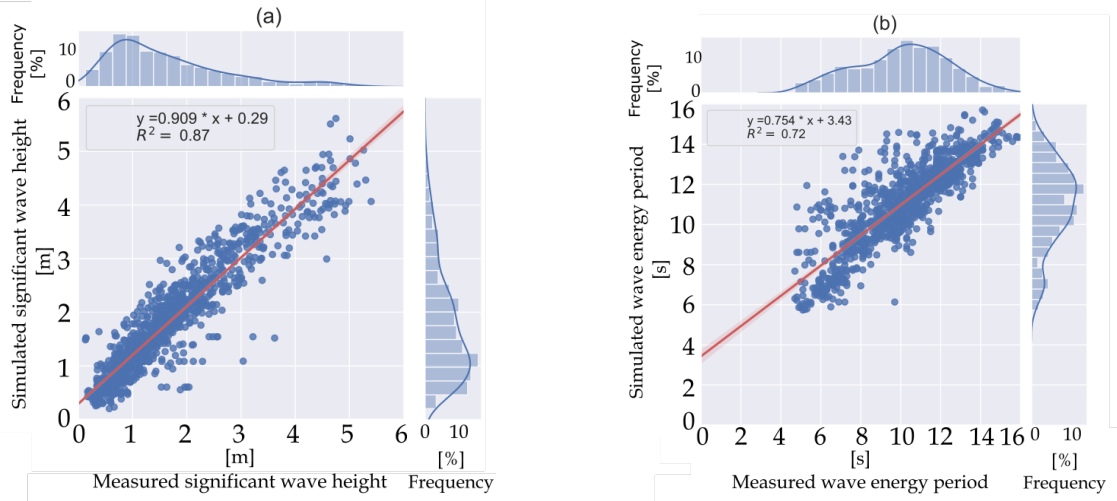 (a)
Frequency
[%]
10
0
6
5
4
3
2
1
0
Simulated significant wave height
[m]
y =0.909 * x + 0.29
R² = 0.87
0 1 2 3 4 5 6
[m]
Measured significant wave height
0 10
[%]
Frequency
(b)
Frequency
[%]
10
0
16
14
12
10
8
6
4
2
0
Simulated wave energy period
[s]
y =0.754 * x + 3.43
R² = 0.72
0 2 4 6 8 10 12 14 16
[s]
Measured wave energy period
0 10
[%]
Frequency